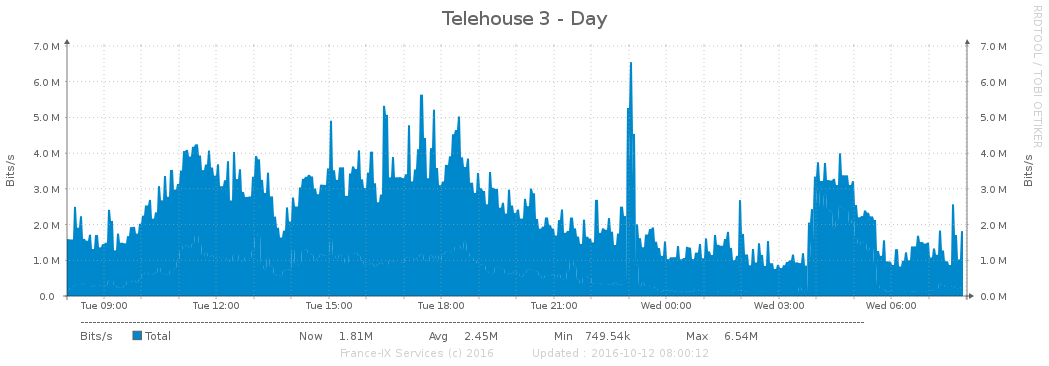 Telehouse 3 - Day
RRDTOOL / TOBI OETIKER
7.0 M 7.0 M
6.0 M 6.0 M
5.0 M 5.0 M
4.0 M 4.0 M
3.0 M 3.0 M
2.0 M 2.0 M
1.0 M 1.0 M
0.0 0.0 M
Bits/s
Bits/s
Tue 09:00 Tue 12:00 Tue 15:00 Tue 18:00 Tue 21:00 Wed 00:00 Wed 03:00 Wed 06:00
Bits/s Total Now 1.81M Avg 2.45M Min 749.54k Max 6.54M
France-IX Services (c) 2016 Updated : 2016-10-12 08:00:12